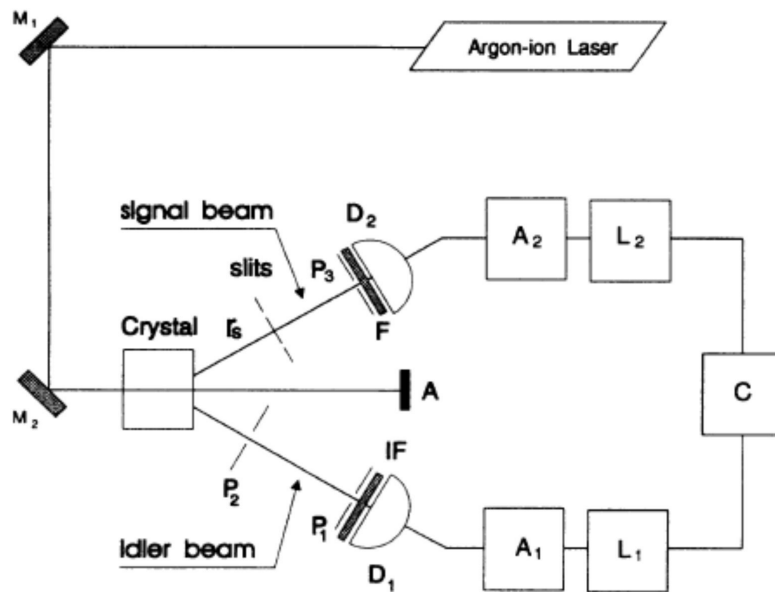 M₁
Argon-ion Laser
signal beam
D₂
A₂
L₂
slits
P₃
Crystal
rₛ
F
M₂
A
C
P₂
IF
P₁
idler beam
D₁
A₁
L₁